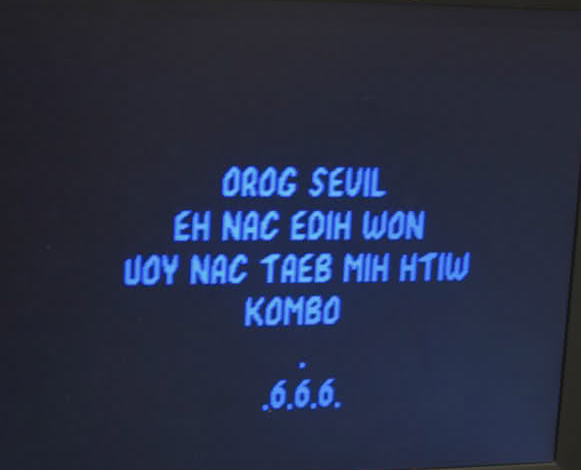 OROG SEVIL
EH NAC EDIH WON
UOY NAC TAEB MIH HTIW
KOMBO
.
.6.6.6.